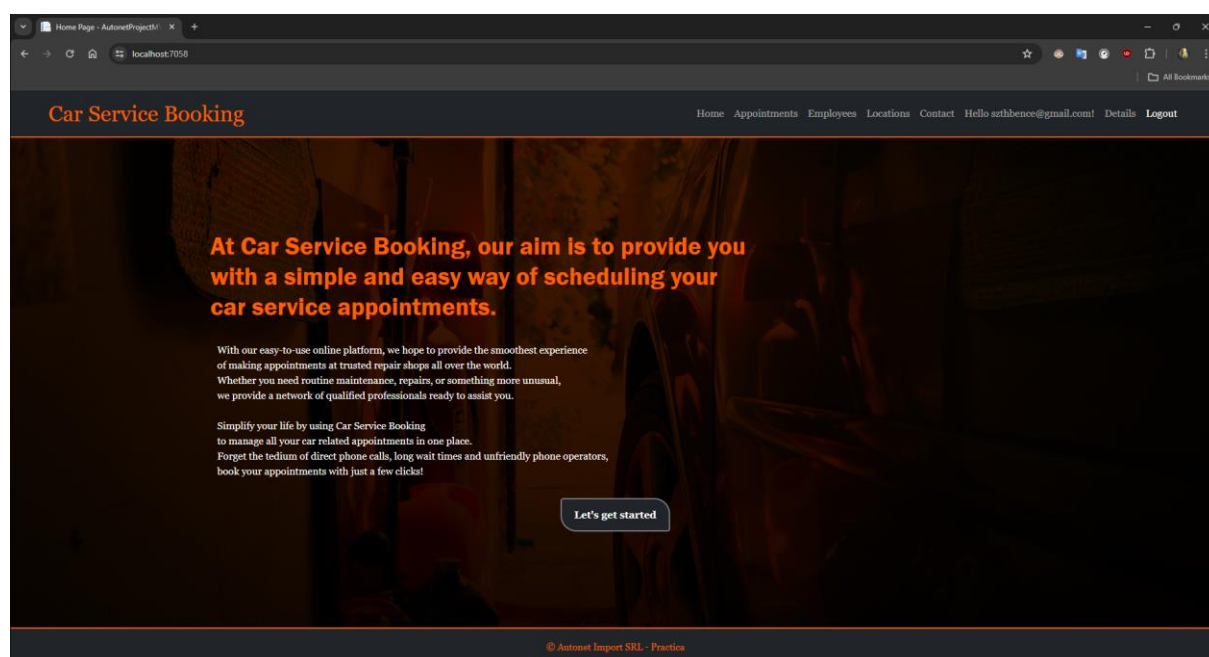 Home Page - AutonetProjectM
localhost:7058
All Bookmarks
Car Service Booking
Home Appointments Employees Locations Contact Hello szthbence@gmail.com! Details Logout
At Car Service Booking, our aim is to provide you
with a simple and easy way of scheduling your
car service appointments.
With our easy-to-use online platform, we hope to provide the smoothest experience
of making appointments at trusted repair shops all over the world.
Whether you need routine maintenance, repairs, or something more unusual,
we provide a network of qualified professionals ready to assist you.
Simplify your life by using Car Service Booking
to manage all your car related appointments in one place.
Forget the tedium of direct phone calls, long wait times and unfriendly phone operators,
book your appointments with just a few clicks!
Let's get started
© Autonet Import SRL - Practica